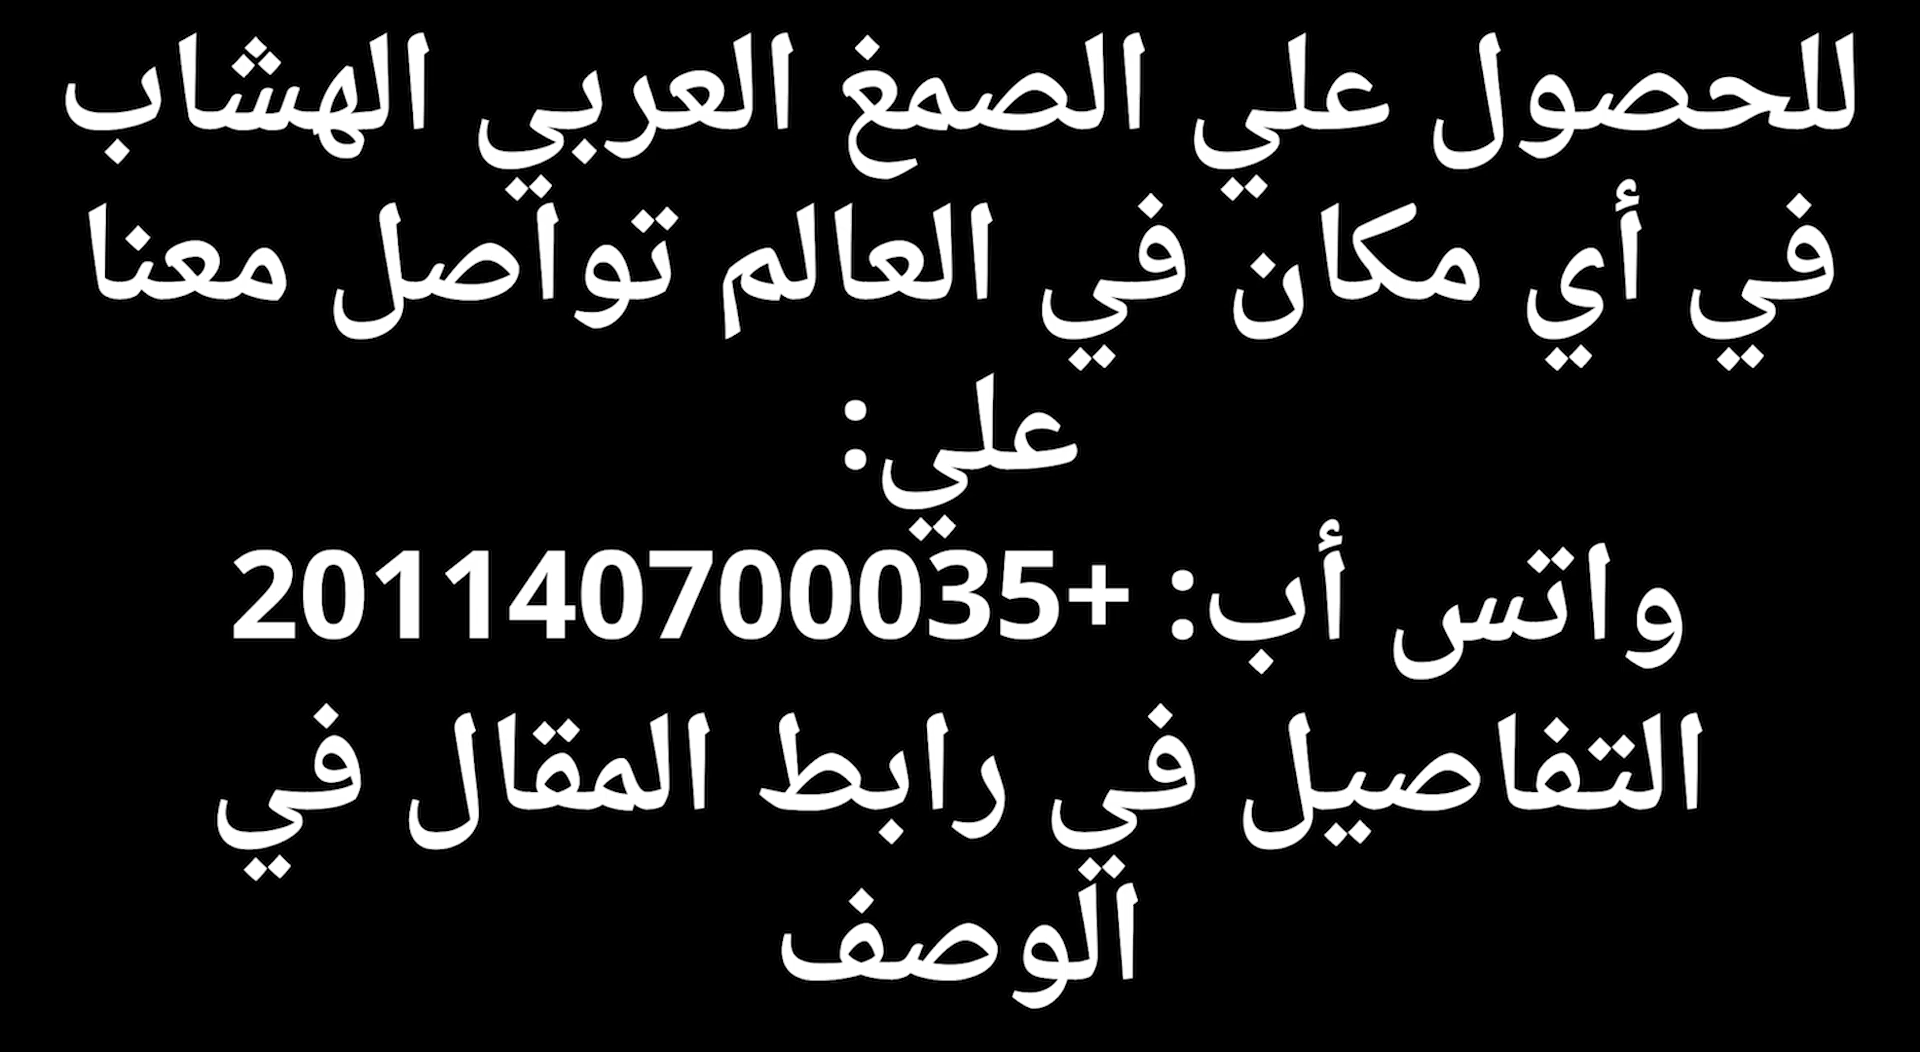 للحصول علي الصمغ العربي الهشاب
في أي مكان في العالم تواصل معنا
علي:
واتس أب: +201140700035
التفاصيل في رابط المقال في
الوصف